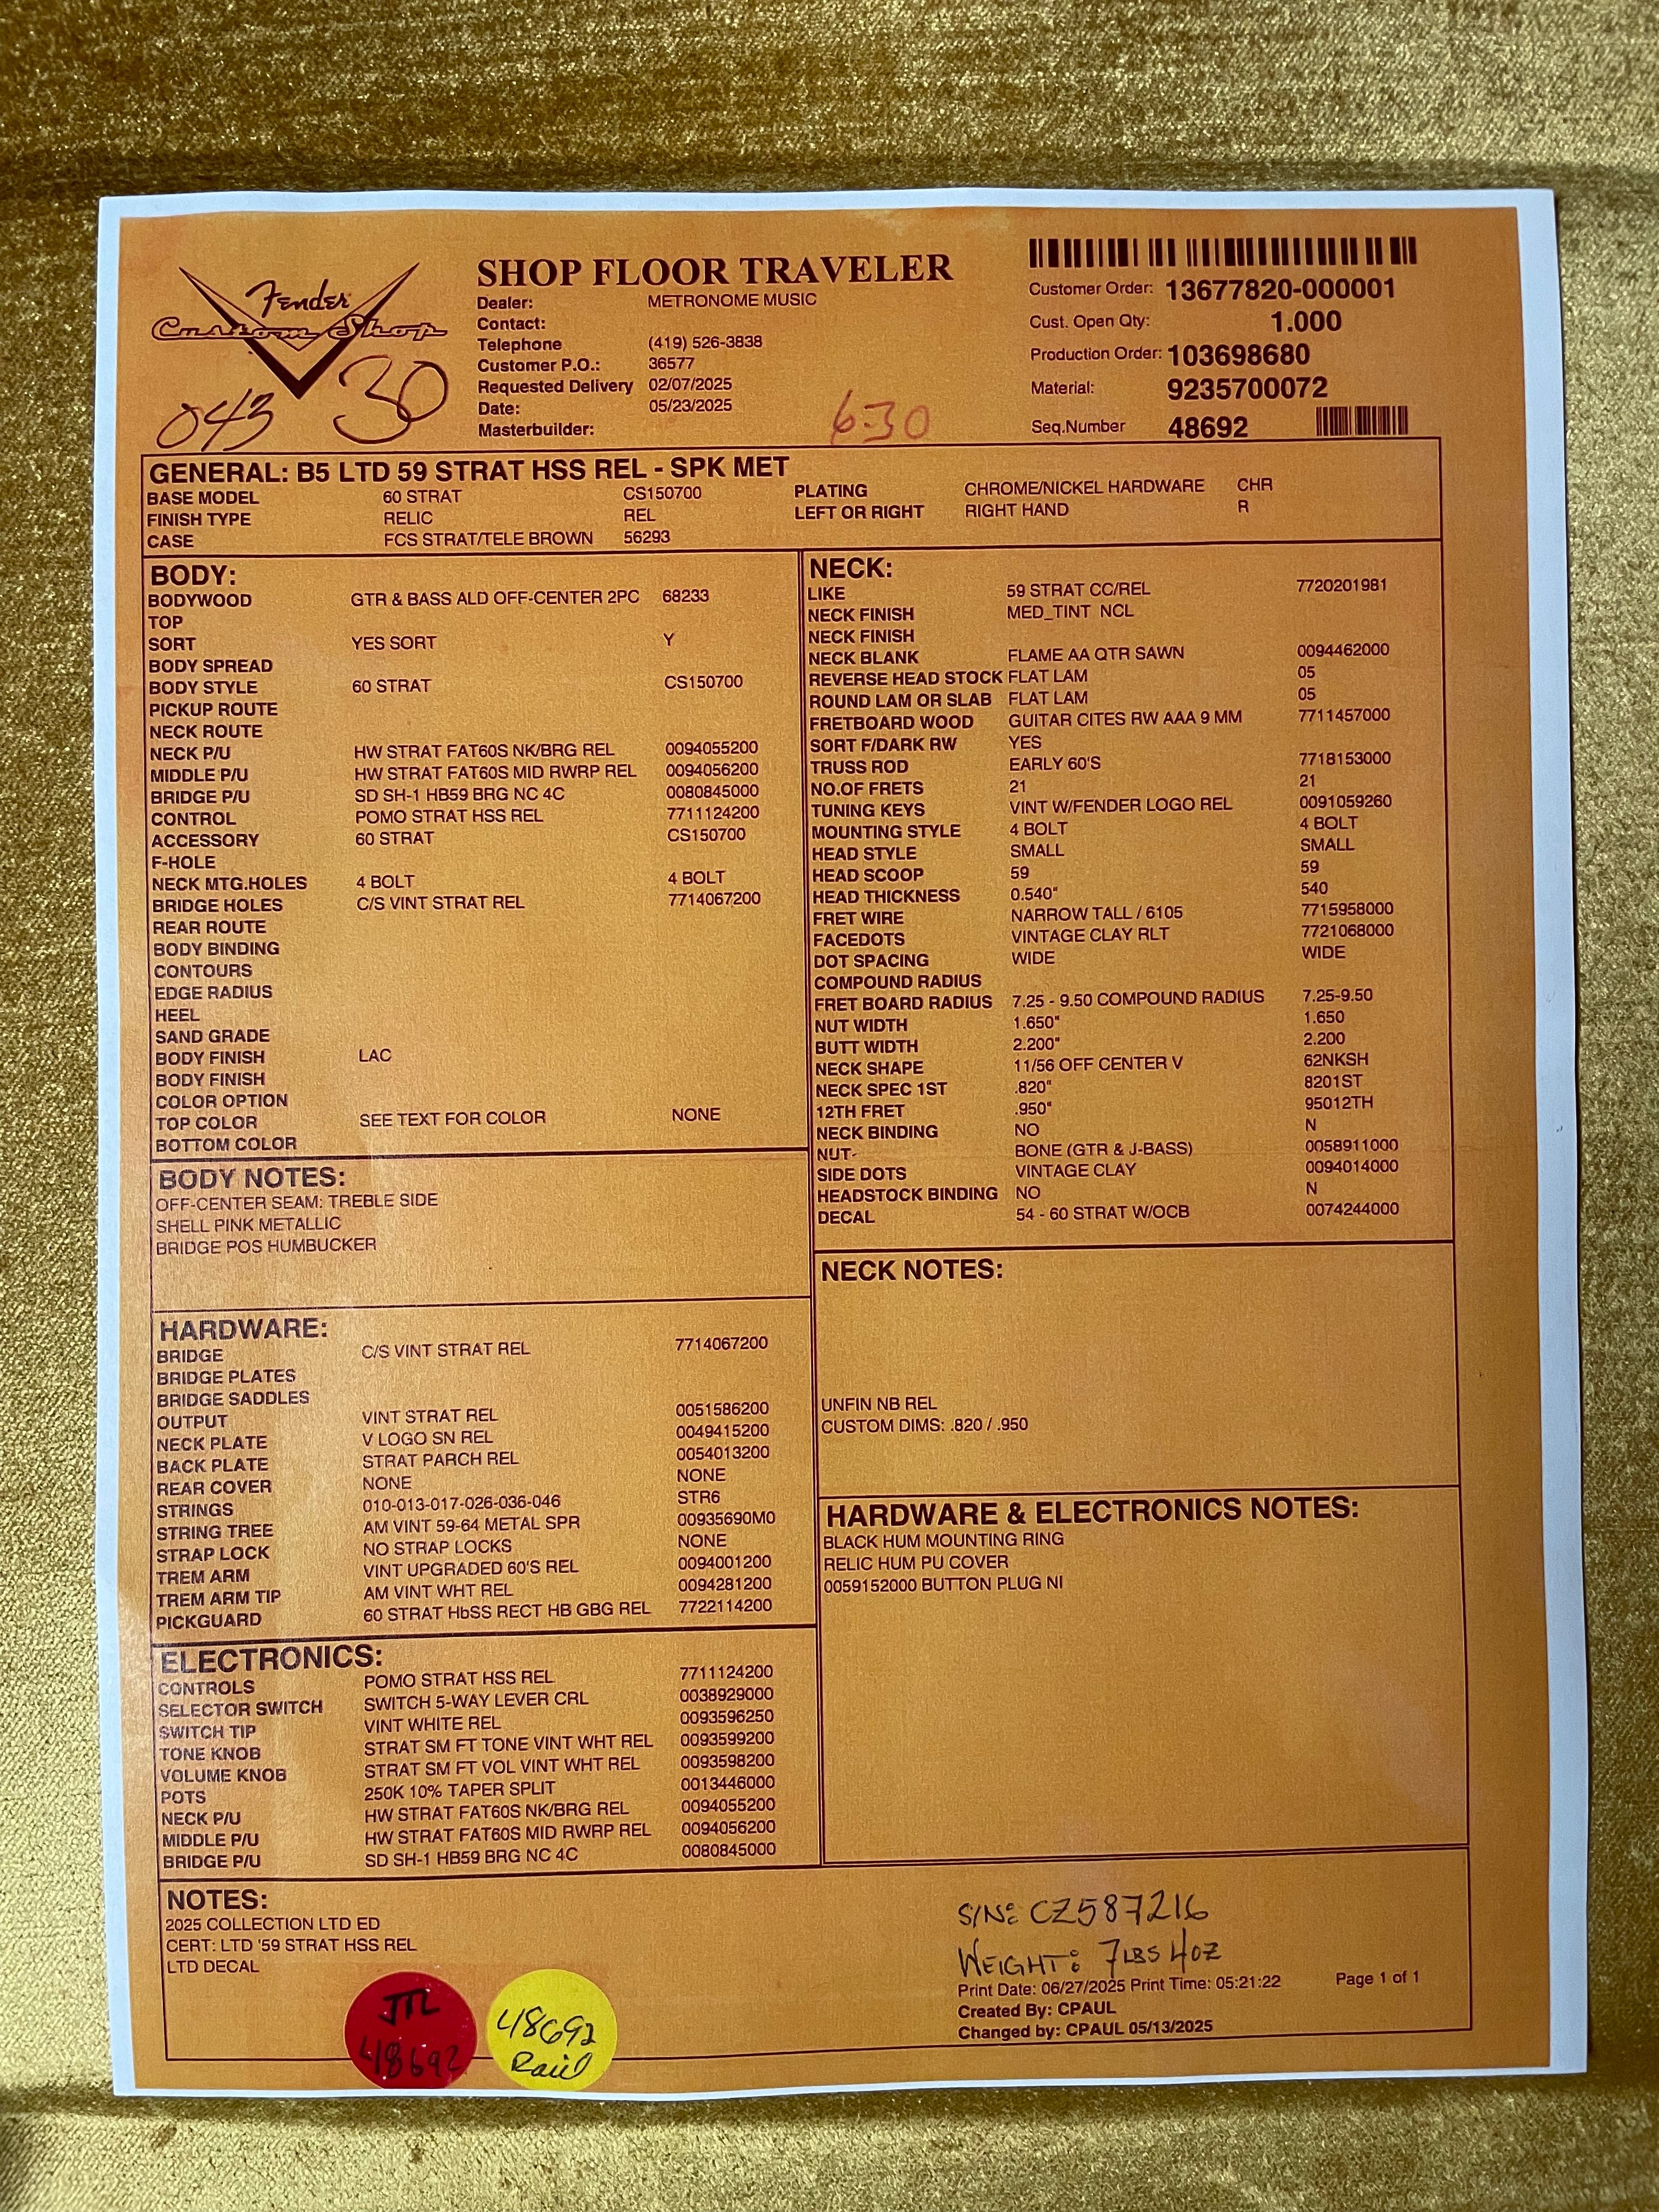 Fender
Custom Shop
043 30
SHOP FLOOR TRAVELER
Dealer: METRONOME MUSIC
Contact:
Telephone (419) 526-3838
Customer P.O.: 36577
Requested Delivery 02/07/2025
Date: 05/23/2025
Masterbuilder:
6-30
Customer Order: 13677820-000001
Cust. Open Qty: 1.000
Production Order: 103698680
Material: 9235700072
Seq.Number 48692
GENERAL: B5 LTD 59 STRAT HSS REL - SPK MET
BASE MODEL 60 STRAT CS150700 PLATING CHROME/NICKEL HARDWARE CHR
FINISH TYPE RELIC REL LEFT OR RIGHT RIGHT HAND R
CASE FCS STRAT/TELE BROWN 56293
BODY:
BODYWOOD GTR & BASS ALD OFF-CENTER 2PC 68233
TOP
SORT YES SORT Y
BODY SPREAD
BODY STYLE 60 STRAT CS150700
PICKUP ROUTE
NECK ROUTE
NECK P/U HW STRAT FAT60S NK/BRG REL 0094055200
MIDDLE P/U HW STRAT FAT60S MID RWRP REL 0094056200
BRIDGE P/U SD SH-1 HB59 BRG NC 4C 0080845000
CONTROL POMO STRAT HSS REL 7711124200
ACCESSORY 60 STRAT CS150700
F-HOLE
NECK MTG.HOLES 4 BOLT 4 BOLT
BRIDGE HOLES C/S VINT STRAT REL 7714067200
REAR ROUTE
BODY BINDING
CONTOURS
EDGE RADIUS
HEEL
SAND GRADE
BODY FINISH LAC
BODY FINISH
COLOR OPTION
TOP COLOR SEE TEXT FOR COLOR NONE
BOTTOM COLOR
BODY NOTES:
OFF-CENTER SEAM: TREBLE SIDE
SHELL PINK METALLIC
BRIDGE POS HUMBUCKER
HARDWARE:
BRIDGE C/S VINT STRAT REL 7714067200
BRIDGE PLATES
BRIDGE SADDLES
OUTPUT VINT STRAT REL 0051586200
NECK PLATE V LOGO SN REL 0049415200
BACK PLATE STRAT PARCH REL 0054013200
REAR COVER NONE NONE
STRINGS 010-013-017-026-036-046 STR6
STRING TREE AM VINT 59-64 METAL SPR 00935690M0
STRAP LOCK NO STRAP LOCKS NONE
TREM ARM VINT UPGRADED 60'S REL 0094001200
TREM ARM TIP AM VINT WHT REL 0094281200
PICKGUARD 60 STRAT HbSS RECT HB GBG REL 7722114200
ELECTRONICS:
CONTROLS POMO STRAT HSS REL 7711124200
SELECTOR SWITCH SWITCH 5-WAY LEVER CRL 0038929000
SWITCH TIP VINT WHITE REL 0093596250
TONE KNOB STRAT SM FT TONE VINT WHT REL 0093599200
VOLUME KNOB STRAT SM FT VOL VINT WHT REL 0093598200
POTS 250K 10% TAPER SPLIT 0013446000
NECK P/U HW STRAT FAT60S NK/BRG REL 0094055200
MIDDLE P/U HW STRAT FAT60S MID RWRP REL 0094056200
BRIDGE P/U SD SH-1 HB59 BRG NC 4C 0080845000
NECK:
LIKE 59 STRAT CC/REL 7720201981
NECK FINISH MED_TINT NCL
NECK FINISH
NECK BLANK FLAME AA QTR SAWN 0094462000
REVERSE HEAD STOCK FLAT LAM 05
ROUND LAM OR SLAB FLAT LAM 05
FRETBOARD WOOD GUITAR CITES RW AAA 9 MM 7711457000
SORT F/DARK RW YES
TRUSS ROD EARLY 60'S 7718153000
NO.OF FRETS 21 21
TUNING KEYS VINT W/FENDER LOGO REL 0091059260
MOUNTING STYLE 4 BOLT 4 BOLT
HEAD STYLE SMALL SMALL
HEAD SCOOP 59 59
HEAD THICKNESS 0.540" 540
FRET WIRE NARROW TALL / 6105 7715958000
FACEDOTS VINTAGE CLAY RLT 7721068000
DOT SPACING WIDE WIDE
COMPOUND RADIUS
FRET BOARD RADIUS 7.25 - 9.50 COMPOUND RADIUS 7.25-9.50
NUT WIDTH 1.650" 1.650
BUTT WIDTH 2.200" 2.200
NECK SHAPE 11/56 OFF CENTER V 62NKSH
NECK SPEC 1ST .820" 8201ST
12TH FRET .950" 95012TH
NECK BINDING NO N
NUT- BONE (GTR & J-BASS) 0058911000
SIDE DOTS VINTAGE CLAY 0094014000
HEADSTOCK BINDING NO N
DECAL 54 - 60 STRAT W/OCB 0074244000
NECK NOTES:
UNFIN NB REL
CUSTOM DIMS: .820 / .950
HARDWARE & ELECTRONICS NOTES:
BLACK HUM MOUNTING RING
RELIC HUM PU COVER
0059152000 BUTTON PLUG NI
NOTES:
2025 COLLECTION LTD ED
CERT: LTD '59 STRAT HSS REL
LTD DECAL
S/N: CZ587216
WEIGHT: 7LBS 4OZ
Print Date: 06/27/2025 Print Time: 05:21:22 Page 1 of 1
Created By: CPAUL
Changed by: CPAUL 05/13/2025
48692
48692